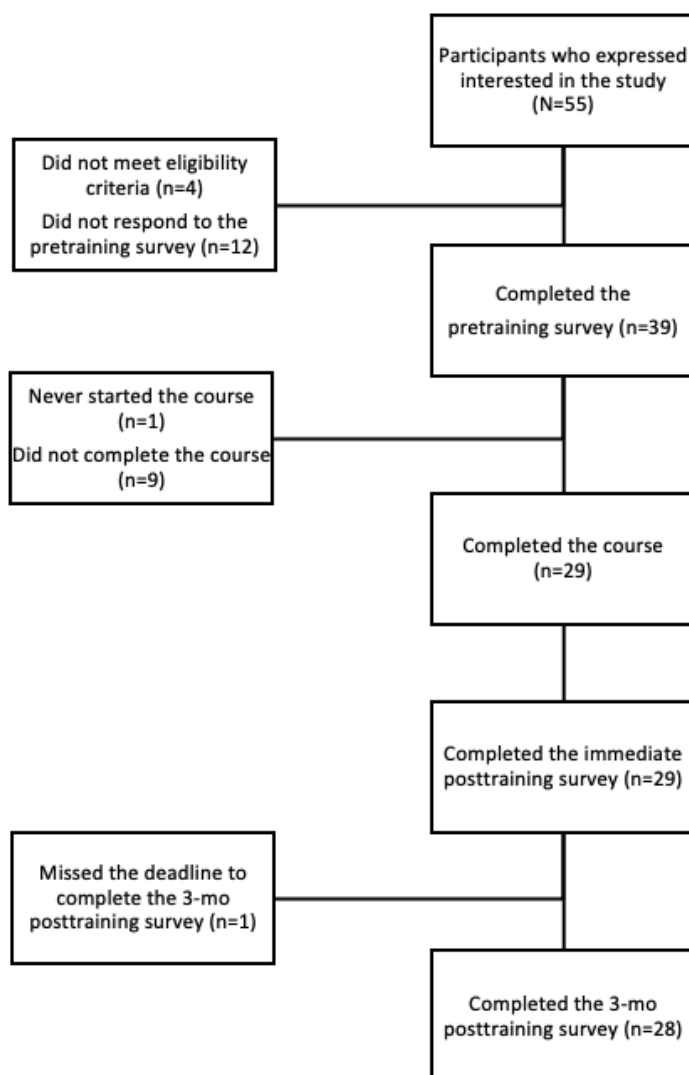 Participants who expressed
interested in the study
(N=55)
Did not meet eligibility
criteria (n=4)
Did not respond to the
pretraining survey (n=12)
Completed the
pretraining survey (n=39)
Never started the course
(n=1)
Did not complete the course
(n=9)
Completed the course
(n=29)
Completed the immediate
posttraining survey (n=29)
Missed the deadline to
complete the 3-mo
posttraining survey (n=1)
Completed the 3-mo
posttraining survey (n=28)